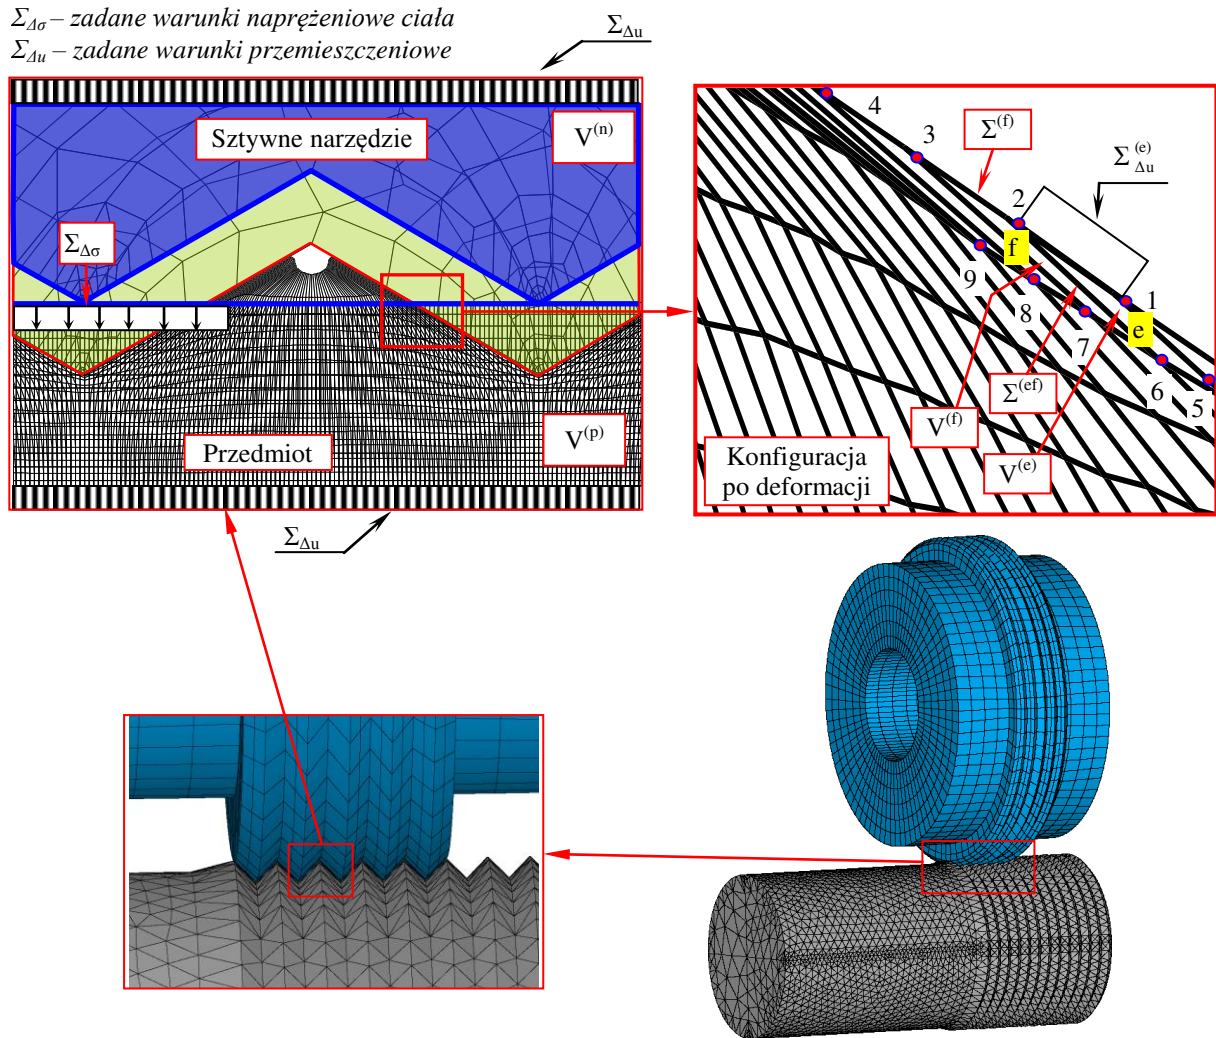 Σ_Δσ – zadane warunki naprężeniowe ciała
Σ_Δu – zadane warunki przemieszczeniowe
Σ_Δu
Sztywne narzędzie
V^(n)
Σ_Δσ
Przedmiot
V^(p)
Σ_Δu
4
3
Σ^(f)
Σ_Δu^(e)
2
f
9
8
1
e
7
6
5
Σ^(ef)
V^(f)
V^(e)
Konfiguracja
po deformacji